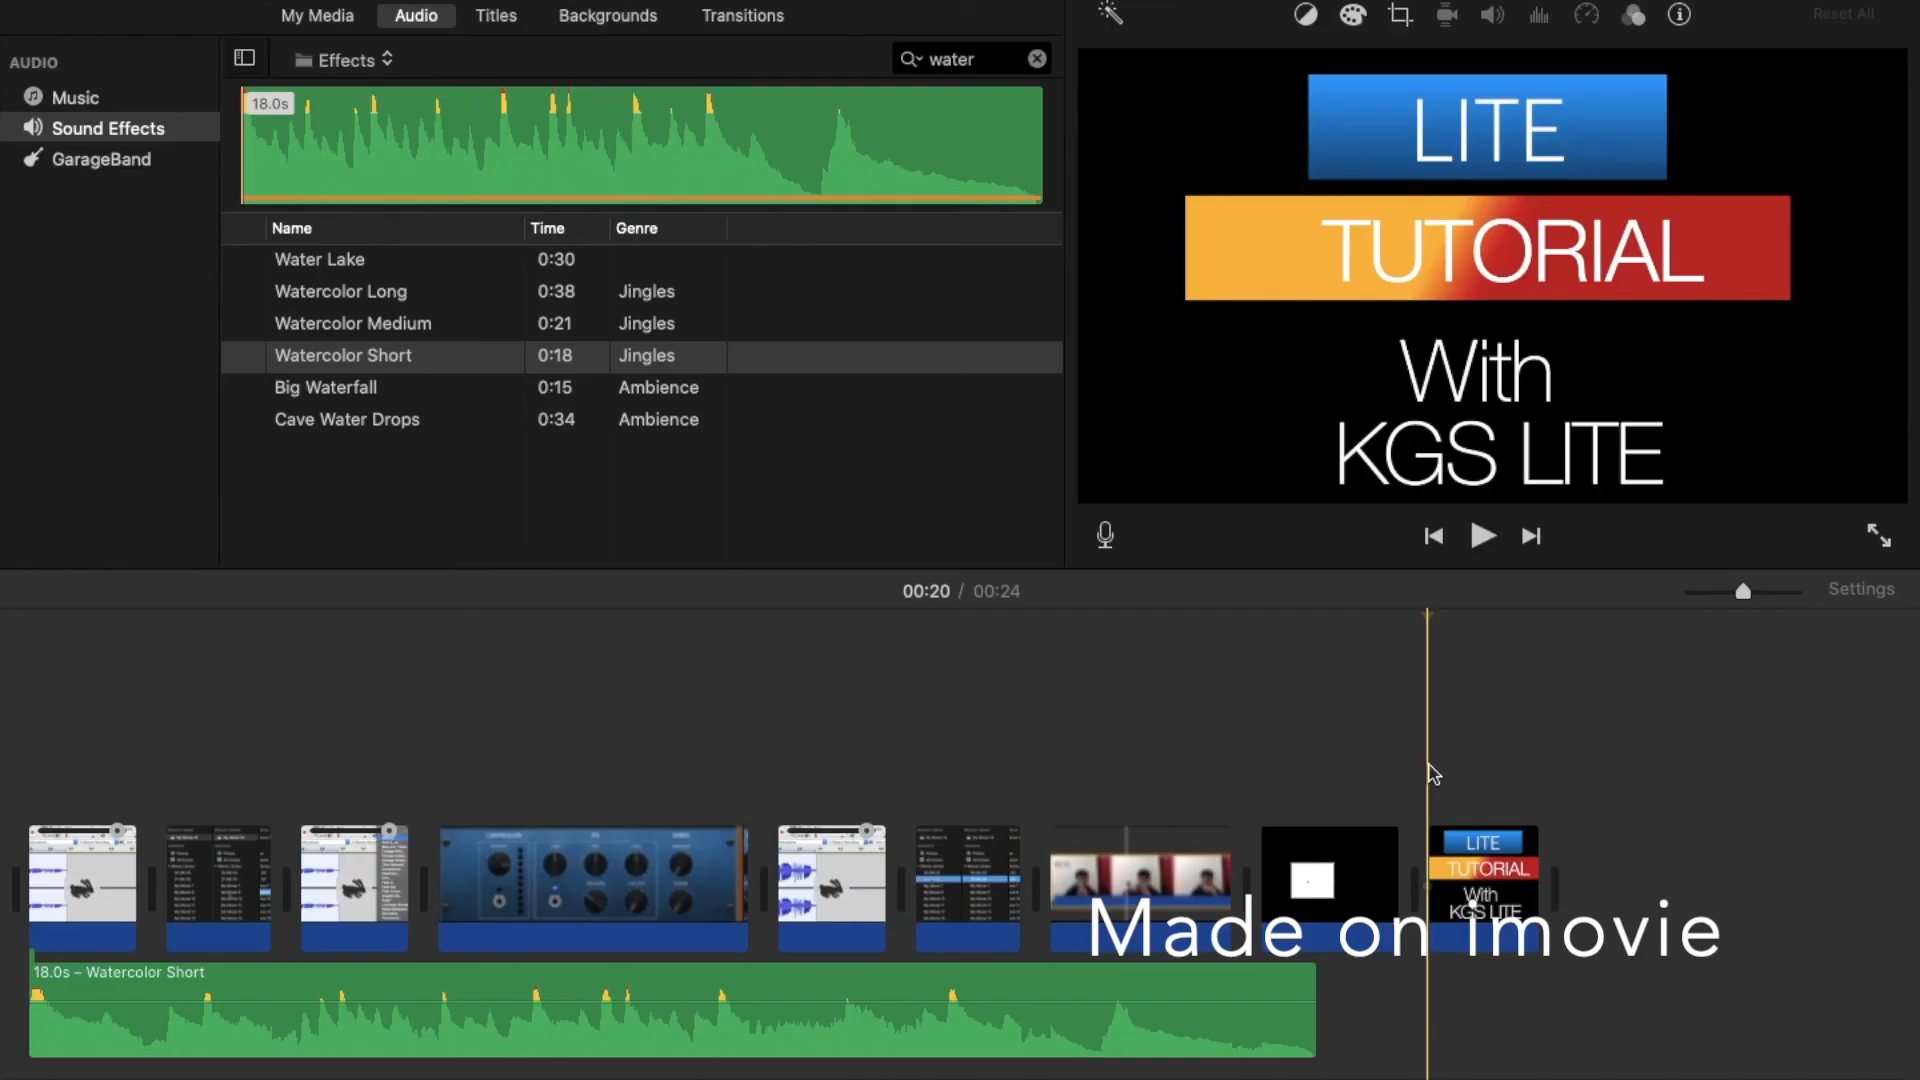 My Media Audio Titles Backgrounds Transitions
Reset All
AUDIO
Music
Sound Effects
GarageBand
Effects
water
18.0s
Name Time Genre
Water Lake 0:30
Watercolor Long 0:38 Jingles
Watercolor Medium 0:21 Jingles
Watercolor Short 0:18 Jingles
Big Waterfall 0:15 Ambience
Cave Water Drops 0:34 Ambience
LITE
TUTORIAL
With
KGS LITE
00:20 / 00:24
Settings
LITE
TUTORIAL
With
KGS LITE
Made on imovie
18.0s – Watercolor Short